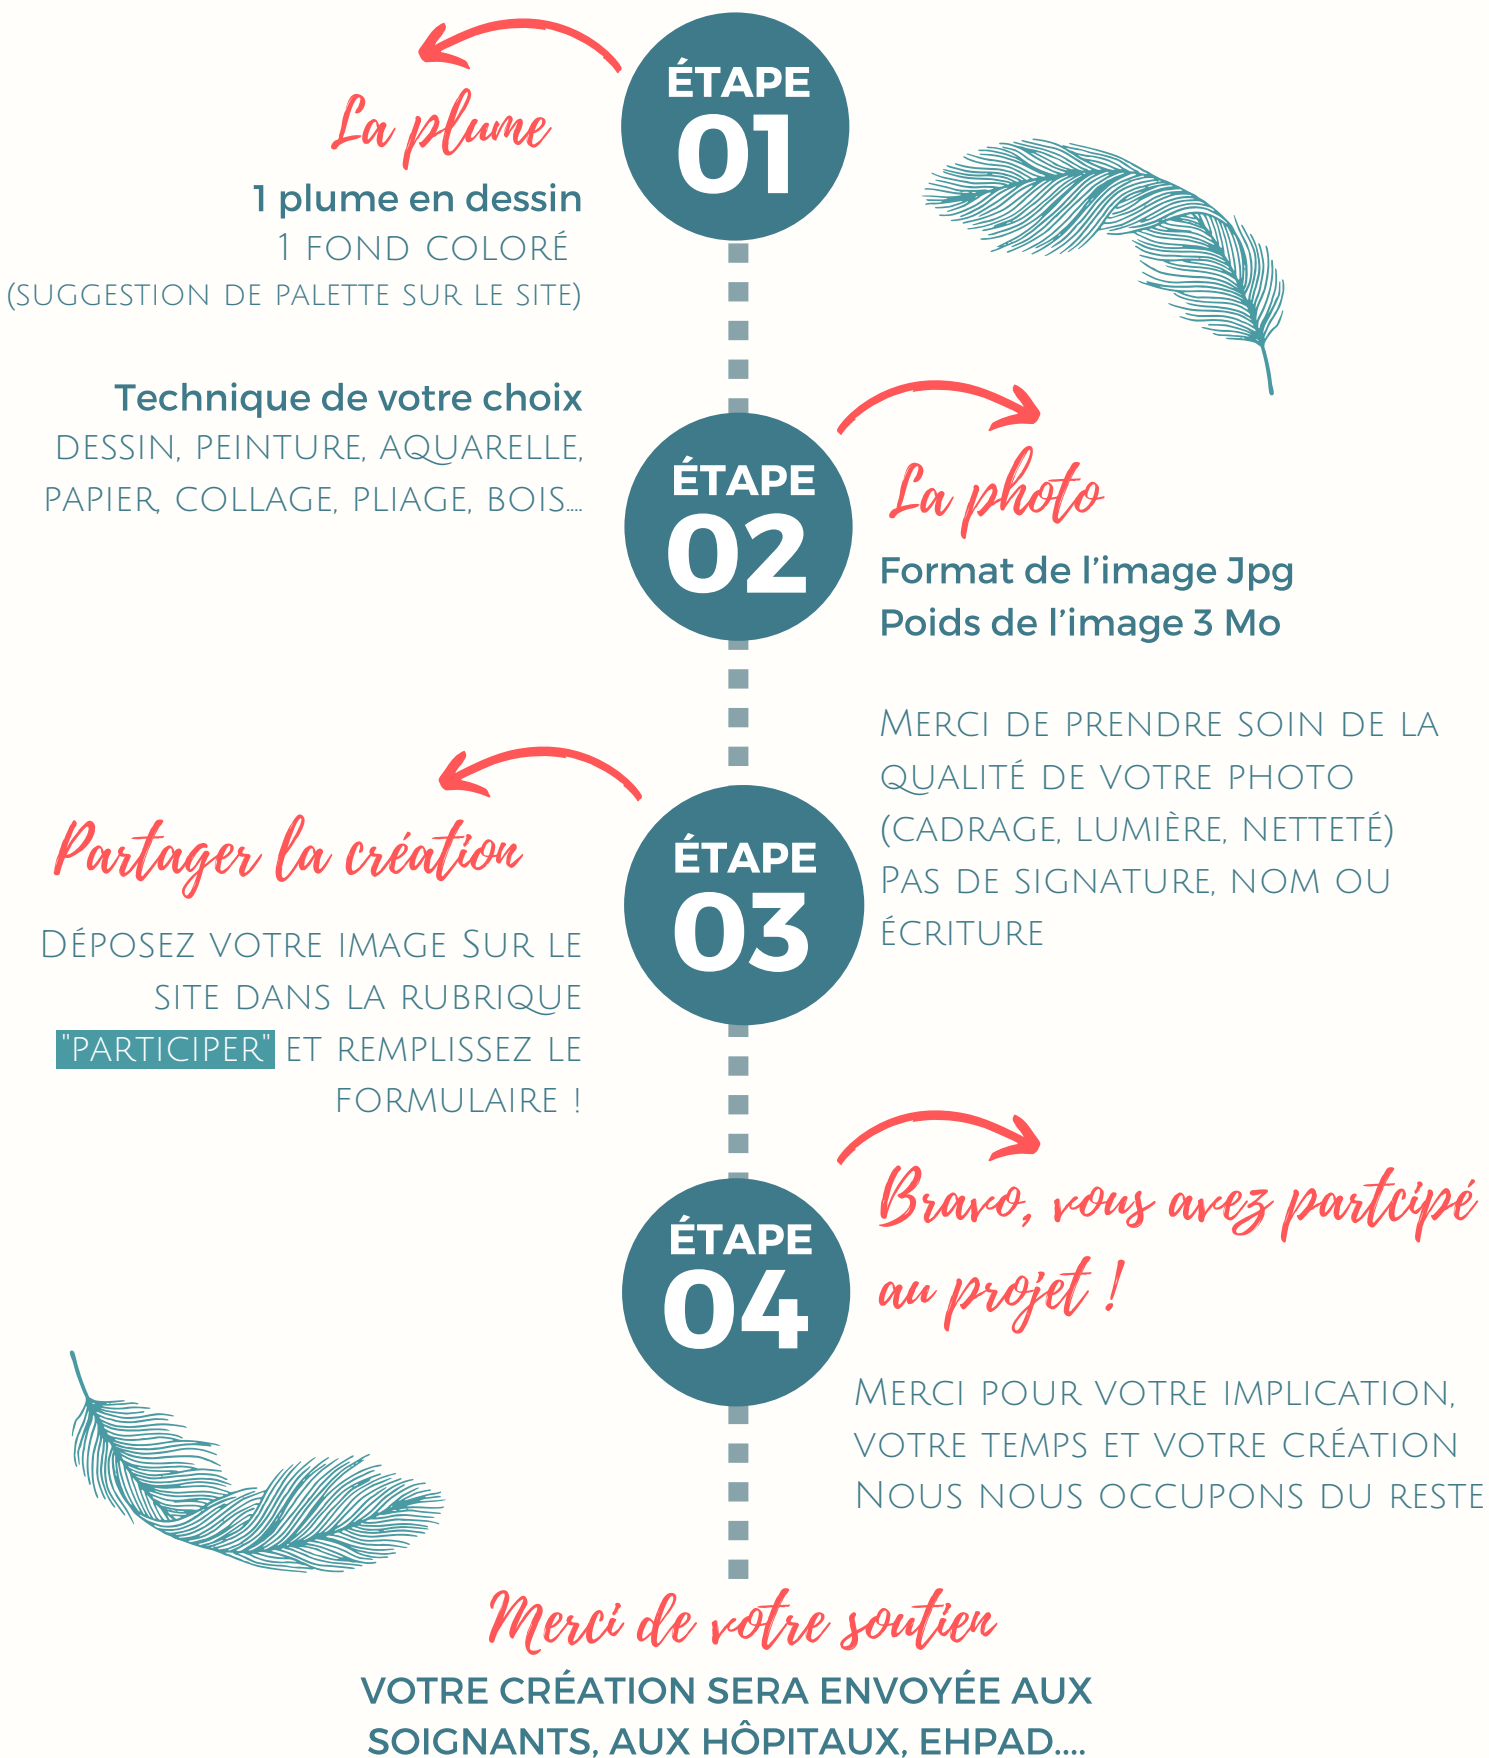 ÉTAPE
01
La plume
1 plume en dessin
1 FOND COLORÉ
(SUGGESTION DE PALETTE SUR LE SITE)
Technique de votre choix
DESSIN, PEINTURE, AQUARELLE,
PAPIER, COLLAGE, PLIAGE, BOIS....
ÉTAPE
02
La photo
Format de l'image Jpg
Poids de l'image 3 Mo
MERCI DE PRENDRE SOIN DE LA
QUALITÉ DE VOTRE PHOTO
(CADRAGE, LUMIÈRE, NETTETÉ)
PAS DE SIGNATURE, NOM OU
ÉCRITURE
ÉTAPE
03
Partager la création
DÉPOSEZ VOTRE IMAGE SUR LE
SITE DANS LA RUBRIQUE
"PARTICIPER" ET REMPLISSEZ LE
FORMULAIRE !
ÉTAPE
04
Bravo, vous avez partcipé
au projet !
MERCI POUR VOTRE IMPLICATION,
VOTRE TEMPS ET VOTRE CRÉATION
NOUS NOUS OCCUPONS DU RESTE
Merci de votre soutien
VOTRE CRÉATION SERA ENVOYÉE AUX
SOIGNANTS, AUX HÔPITAUX, EHPAD....